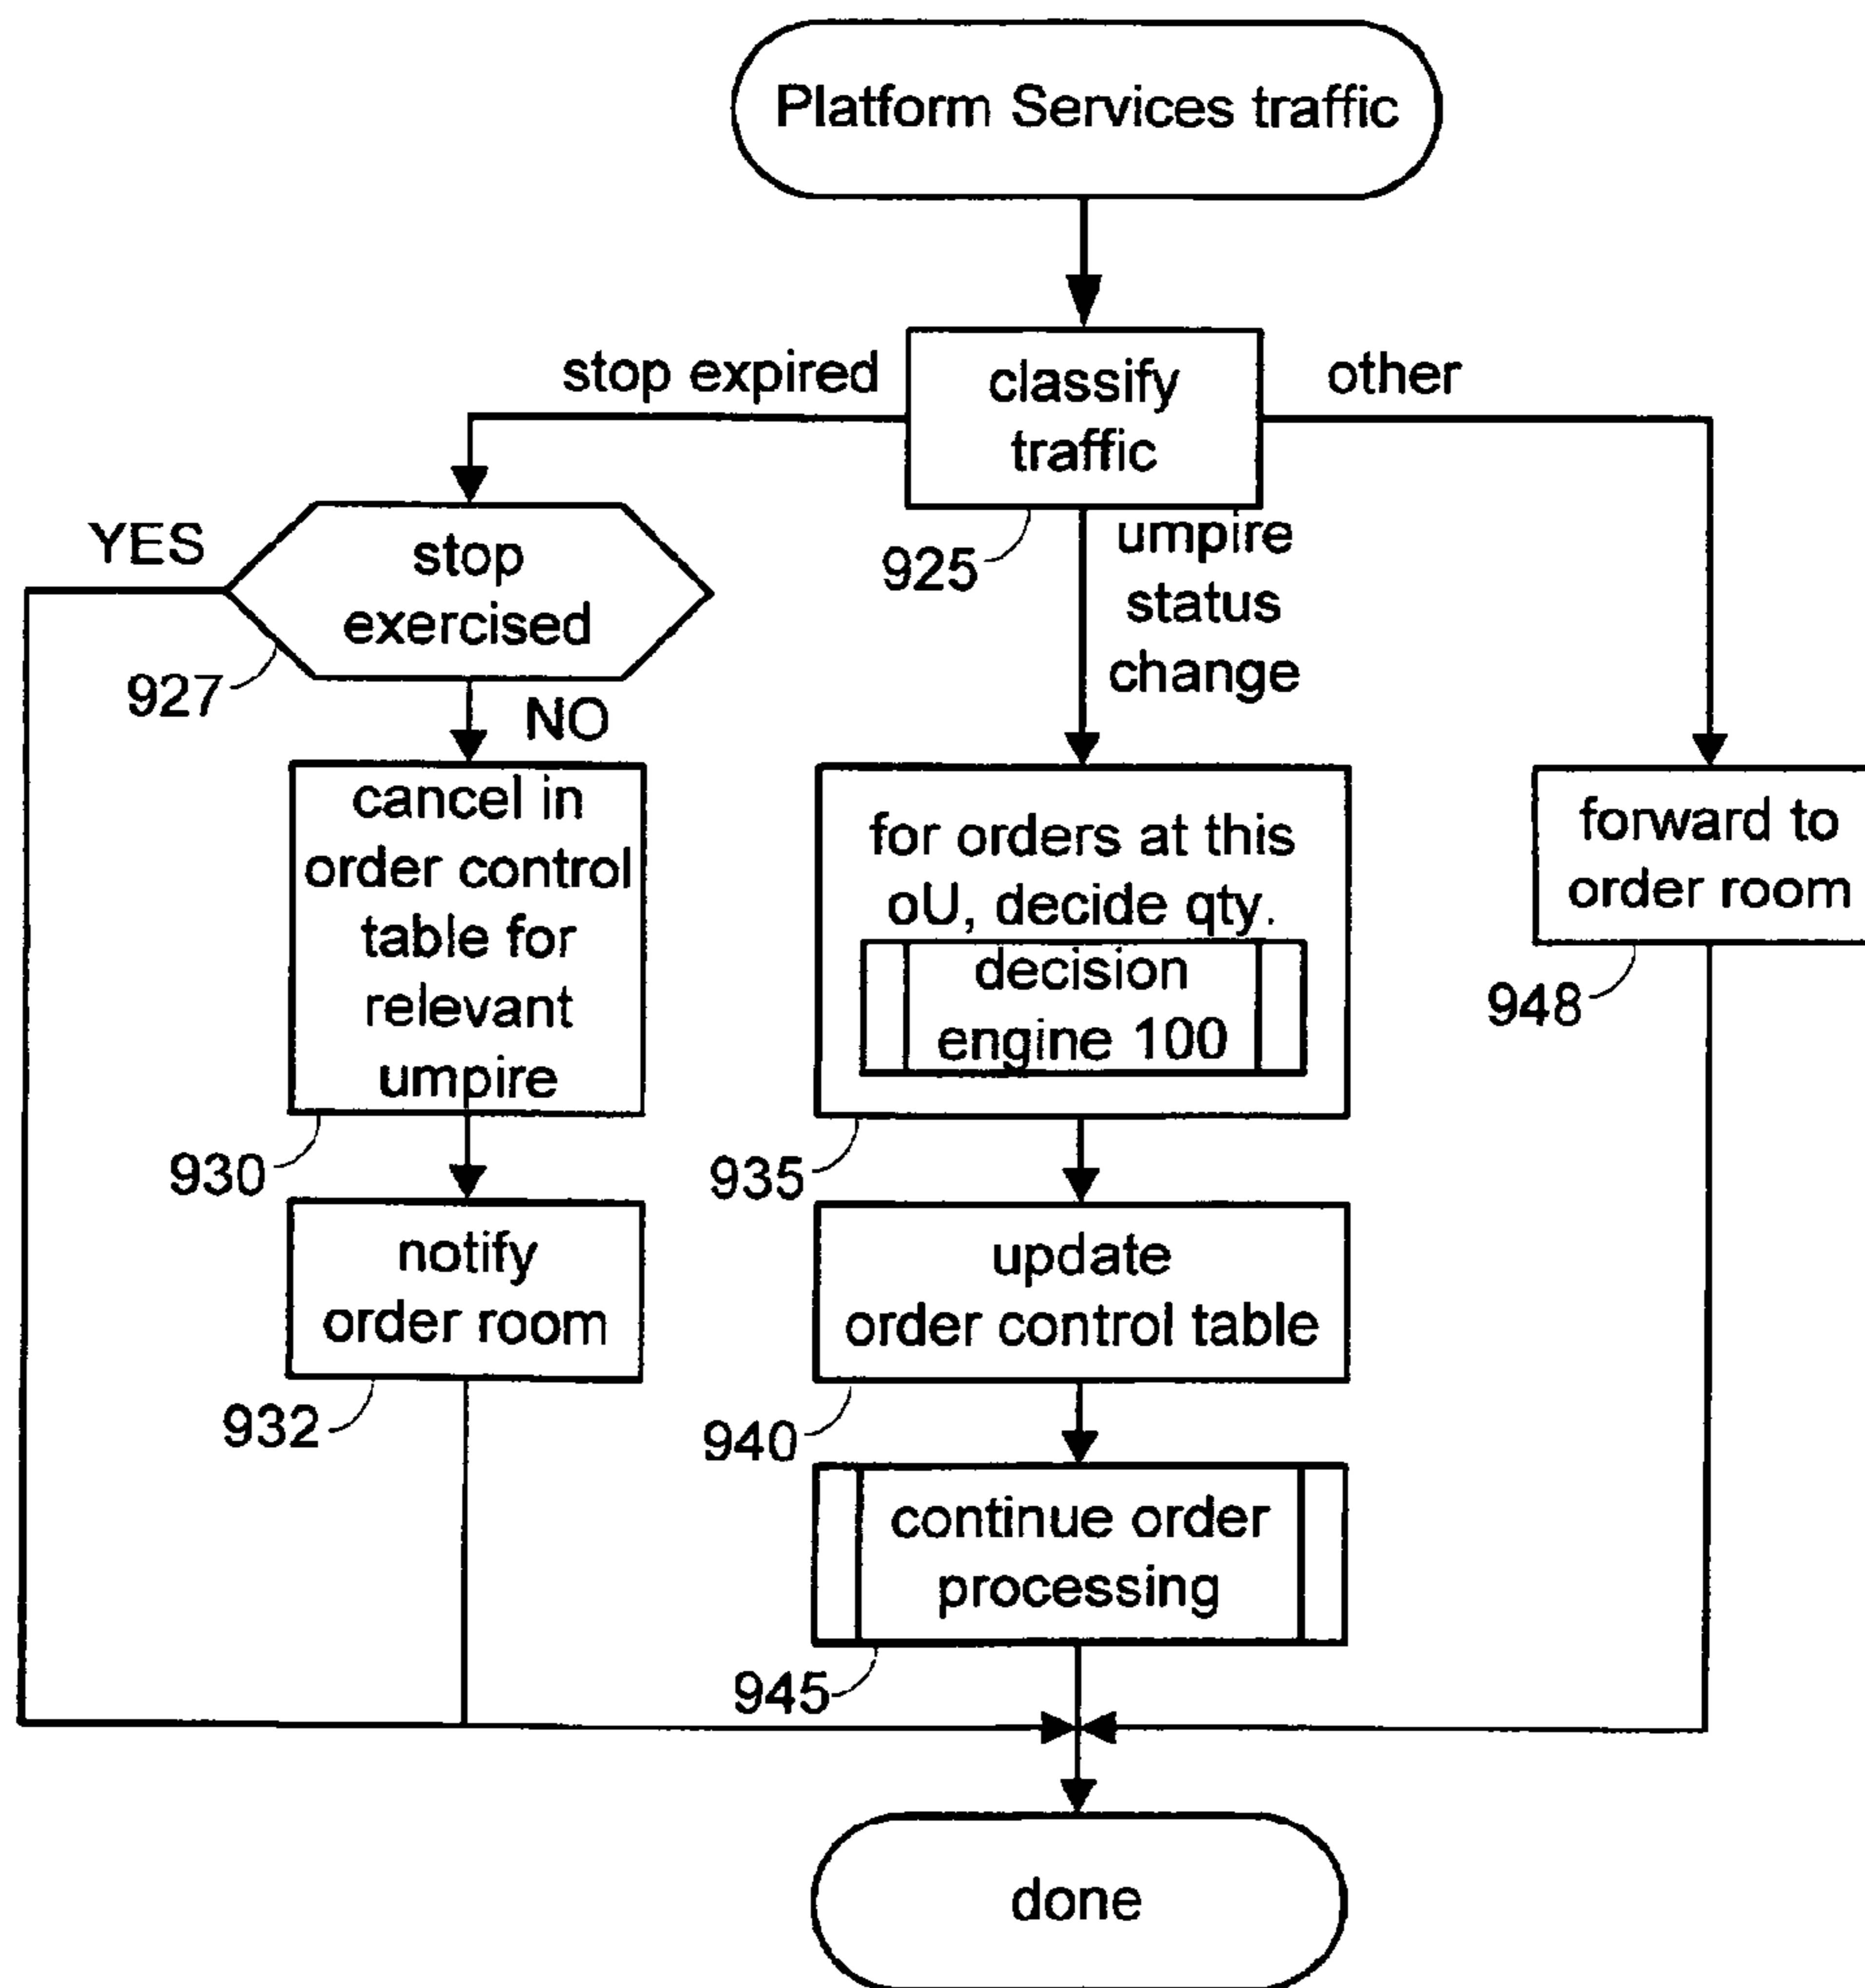 Platform Services traffic
classify
traffic
925
stop expired
other
umpire
status
change
stop
exercised
927
YES
NO
cancel in
order control
table for
relevant
umpire
930
notify
order room
932
for orders at this
oU, decide qty.
decision
engine 100
935
update
order control table
940
continue order
processing
945
forward to
order room
948
done